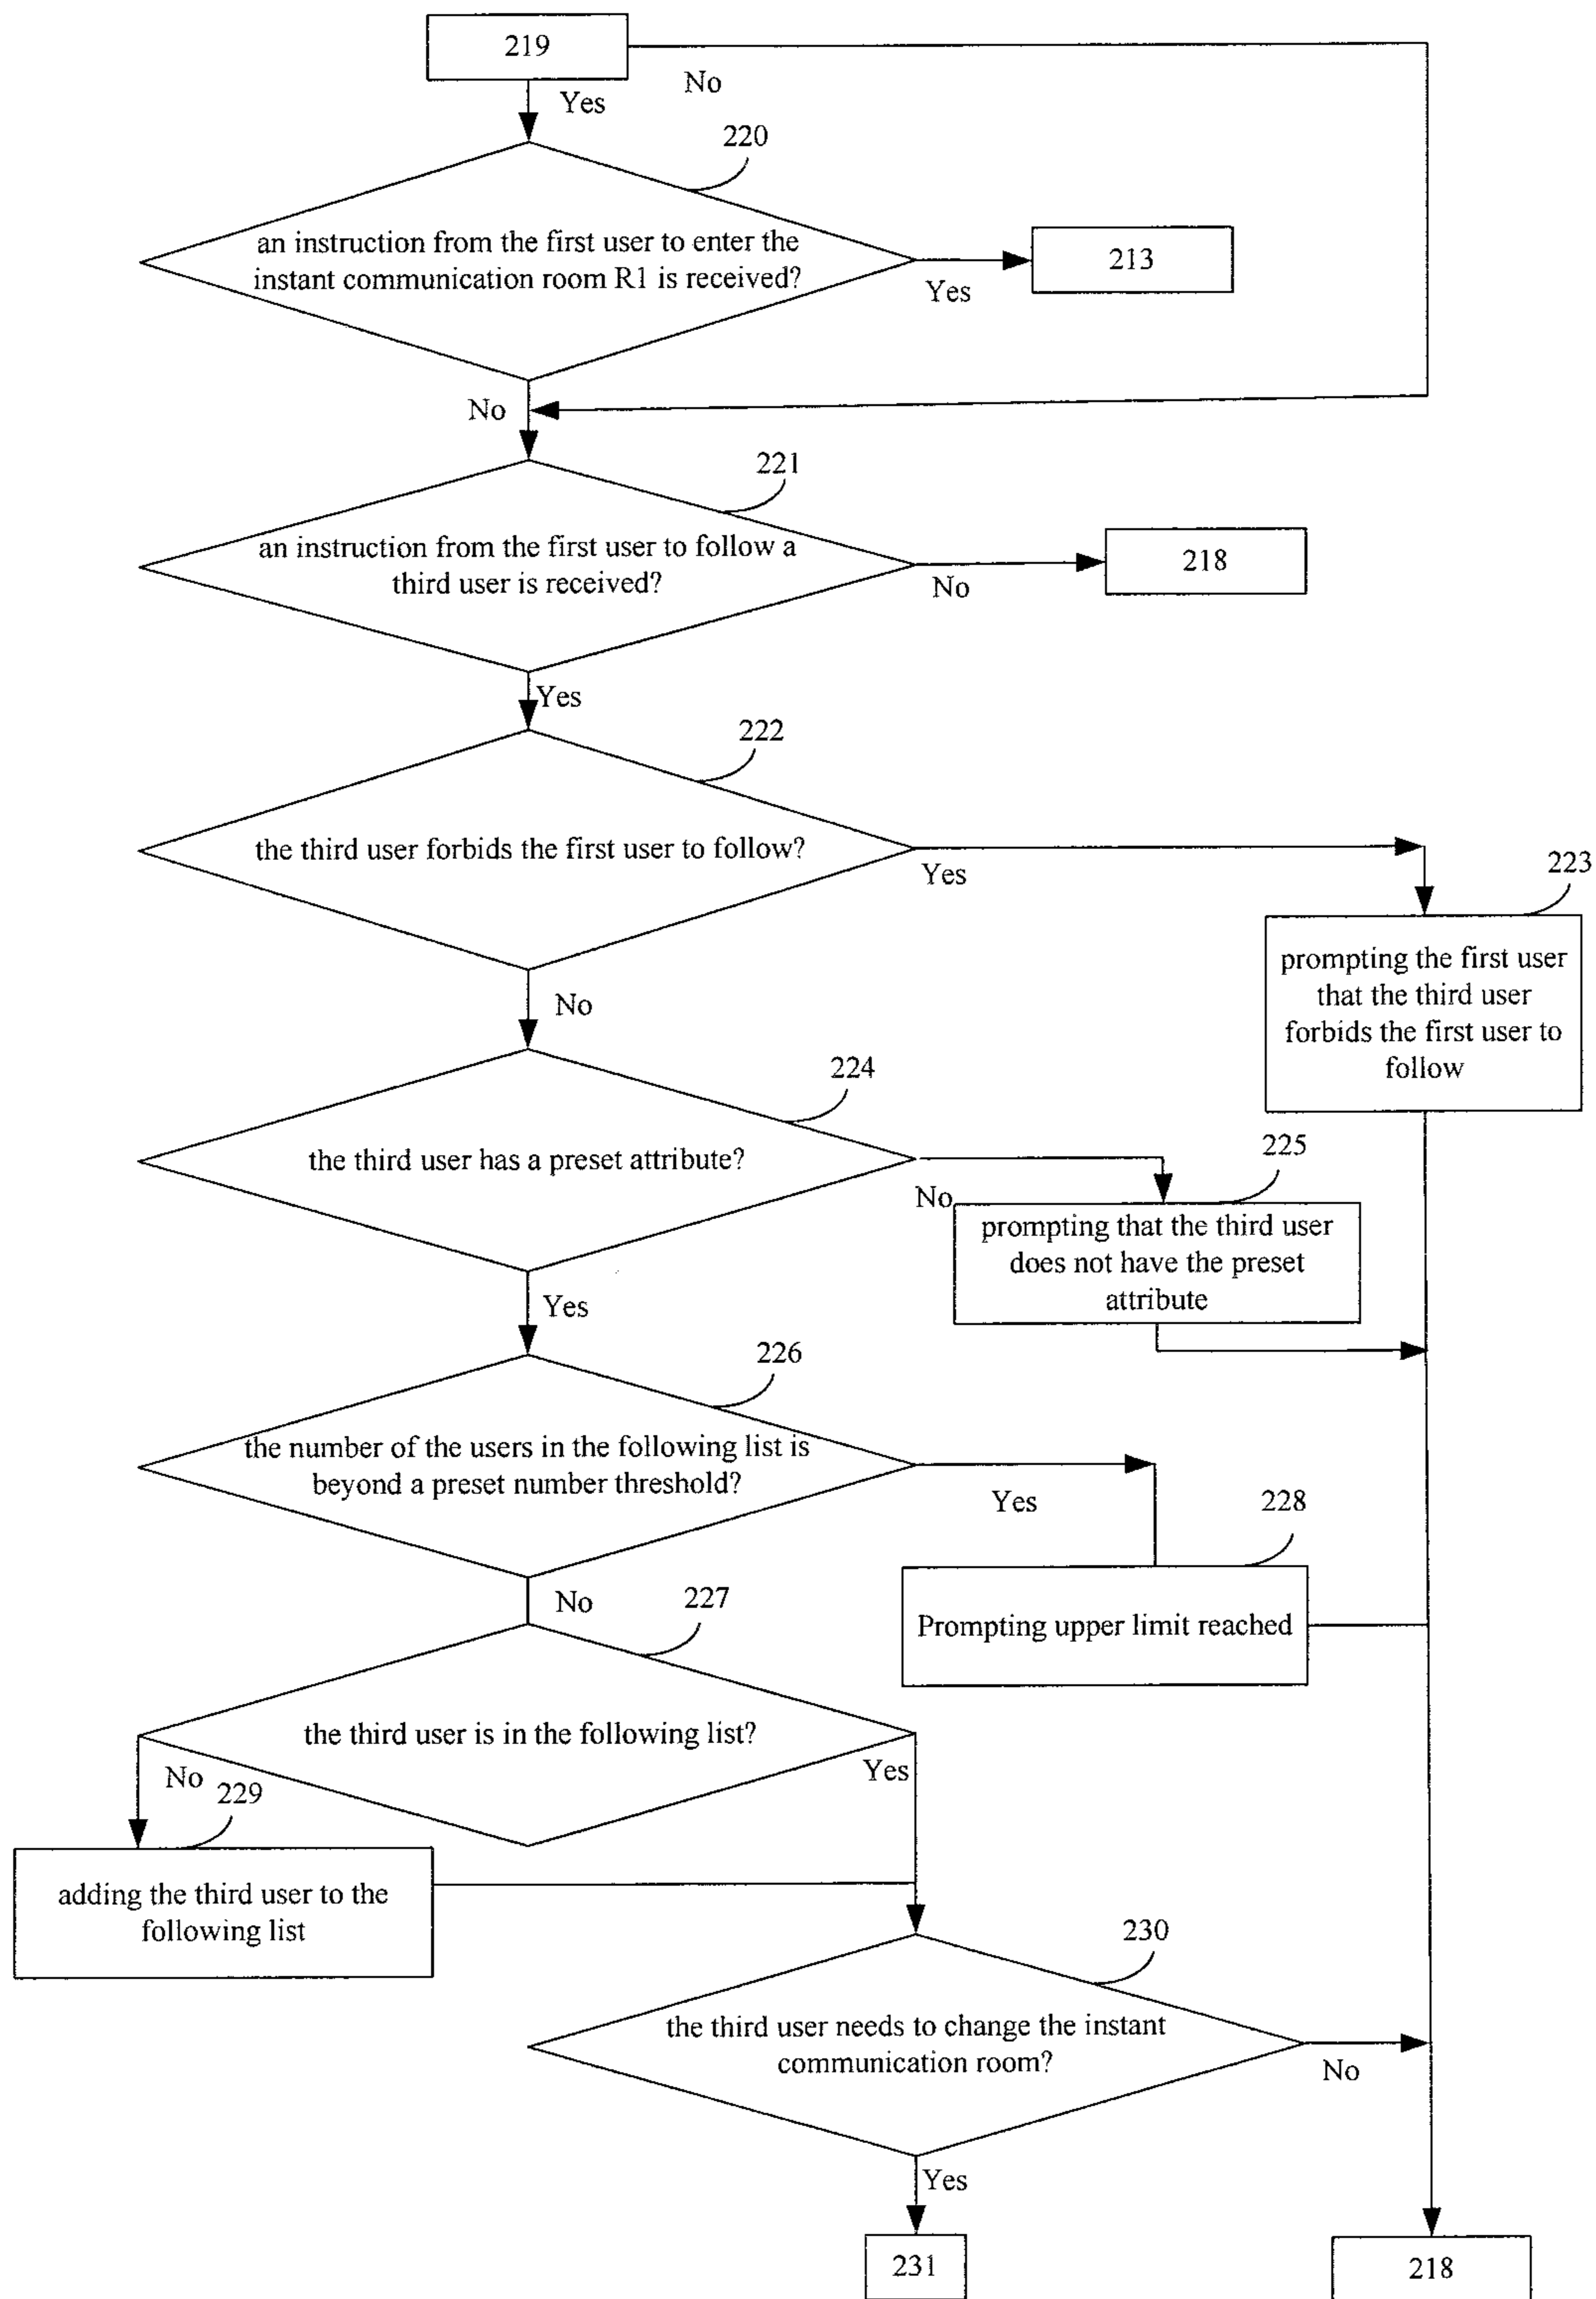 219
No
Yes
220
an instruction from the first user to enter the
instant communication room R1 is received?
213
Yes
No
221
an instruction from the first user to follow a
third user is received?
218
No
Yes
222
the third user forbids the first user to follow?
Yes
223
prompting the first user
that the third user
forbids the first user to
follow
No
224
the third user has a preset attribute?
No
225
prompting that the third user
does not have the preset
attribute
Yes
226
the number of the users in the following list is
beyond a preset number threshold?
Yes
228
Prompting upper limit reached
No
227
the third user is in the following list?
No
Yes
229
adding the third user to the
following list
230
the third user needs to change the instant
communication room?
No
Yes
231
218